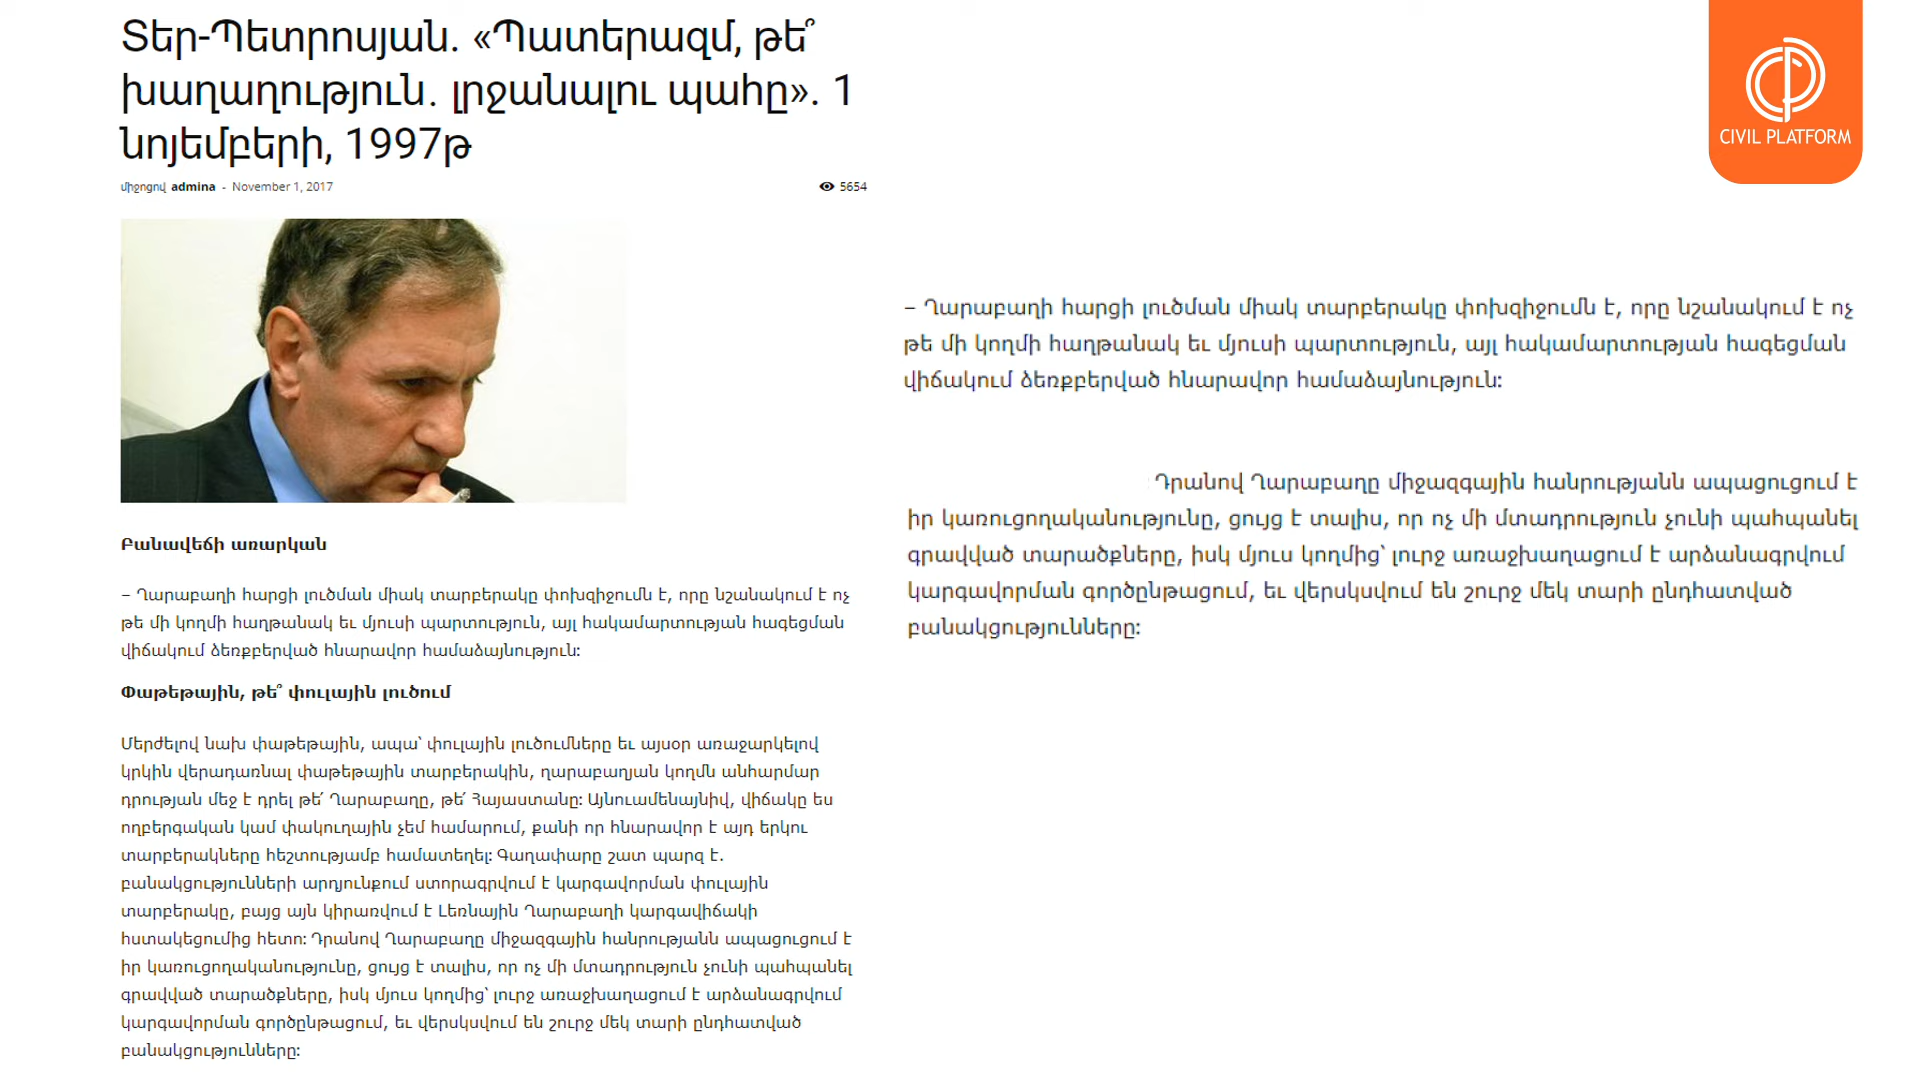 Տեր-Պետրոսյան. «Պատերազմ, թե՞
խաղաղություն. լրջանալու պահը». 1
նոյեմբերի, 1997թ
միջոցով admina - November 1, 2017
5654
Բանավեճի առարկան
– Ղարաբաղի հարցի լուծման միակ տարբերակը փոխզիջումն է, որը նշանակում է ոչ
թե մի կողմի հաղթանակ եւ մյուսի պարտություն, այլ հակամարտության հագեցման
վիճակում ձեռքբերված հնարավոր համաձայնություն:
Փաթեթային, թե՞ փուլային լուծում
Մերժելով նախ փաթեթային, ապա՝ փուլային լուծումները եւ այսօր առաջարկելով
կրկին վերադառնալ փաթեթային տարբերակին, ղարաբաղյան կողմն անհարմար
դրության մեջ է դրել թե՛ Ղարաբաղը, թե՛ Հայաստանը: Այնուամենայնիվ, վիճակը ես
ողբերգական կամ փակուղային չեմ համարում, քանի որ հնարավոր է այդ երկու
տարբերակները հեշտությամբ համատեղել: Գաղափարը շատ պարզ է.
բանակցությունների արդյունքում ստորագրվում է կարգավորման փուլային
տարբերակը, բայց այն կիրառվում է Լեռնային Ղարաբաղի կարգավիճակի
հստակեցումից հետո: Դրանով Ղարաբաղը միջազգային հանրությանն ապացուցում է
իր կառուցողականությունը, ցույց է տալիս, որ ոչ մի մտադրություն չունի պահպանել
գրավված տարածքները, իսկ մյուս կողմից՝ լուրջ առաջխաղացում է արձանագրվում
կարգավորման գործընթացում, եւ վերսկսվում են շուրջ մեկ տարի ընդհատված
բանակցությունները:
CIVIL PLATFORM
– Ղարաբաղի հարցի լուծման միակ տարբերակը փոխզիջումն է, որը նշանակում է ոչ
թե մի կողմի հաղթանակ եւ մյուսի պարտություն, այլ հակամարտության հագեցման
վիճակում ձեռքբերված հնարավոր համաձայնություն:
Դրանով Ղարաբաղը միջազգային հանրությանն ապացուցում է
իր կառուցողականությունը, ցույց է տալիս, որ ոչ մի մտադրություն չունի պահպանել
գրավված տարածքները, իսկ մյուս կողմից՝ լուրջ առաջխաղացում է արձանագրվում
կարգավորման գործընթացում, եւ վերսկսվում են շուրջ մեկ տարի ընդհատված
բանակցությունները: